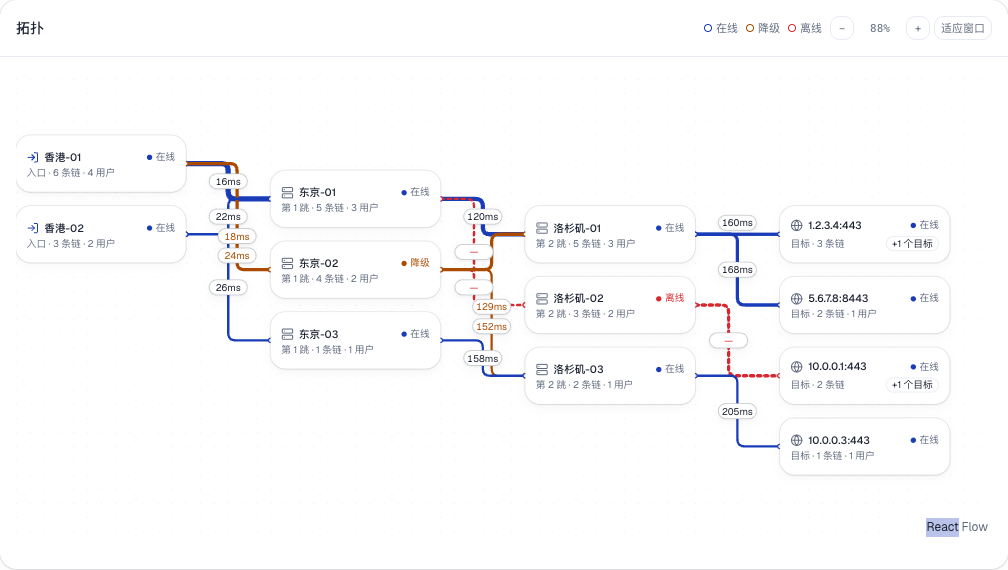 拓扑
在线 降级 离线 − 88% + 适应窗口
香港-01 在线
入口 · 6 条链 · 4 用户
香港-02 在线
入口 · 3 条链 · 2 用户
16ms
22ms
18ms
24ms
26ms
东京-01 在线
第 1 跳 · 5 条链 · 3 用户
东京-02 降级
第 1 跳 · 4 条链 · 2 用户
东京-03 在线
第 1 跳 · 1 条链 · 1 用户
120ms
—
—
129ms
152ms
158ms
洛杉矶-01 在线
第 2 跳 · 5 条链 · 3 用户
洛杉矶-02 离线
第 2 跳 · 3 条链 · 2 用户
洛杉矶-03 在线
第 2 跳 · 2 条链 · 1 用户
160ms
168ms
—
205ms
1.2.3.4:443 在线
目标 · 3 条链 +1 个目标
5.6.7.8:8443 在线
目标 · 2 条链 · 1 用户
10.0.0.1:443 在线
目标 · 2 条链 +1 个目标
10.0.0.3:443 在线
目标 · 1 条链 · 1 用户
React Flow